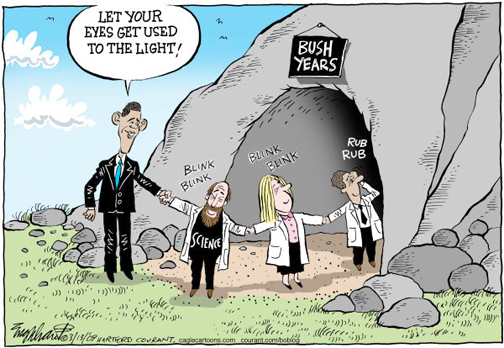 LET YOUR
EYES GET USED
TO THE LIGHT!
BUSH
YEARS
BLINK
BLINK
BLINK
BLINK
RUB
RUB
SCIENCE
HARTFORD COURANT. caglecartoons.com courant.com/boblog